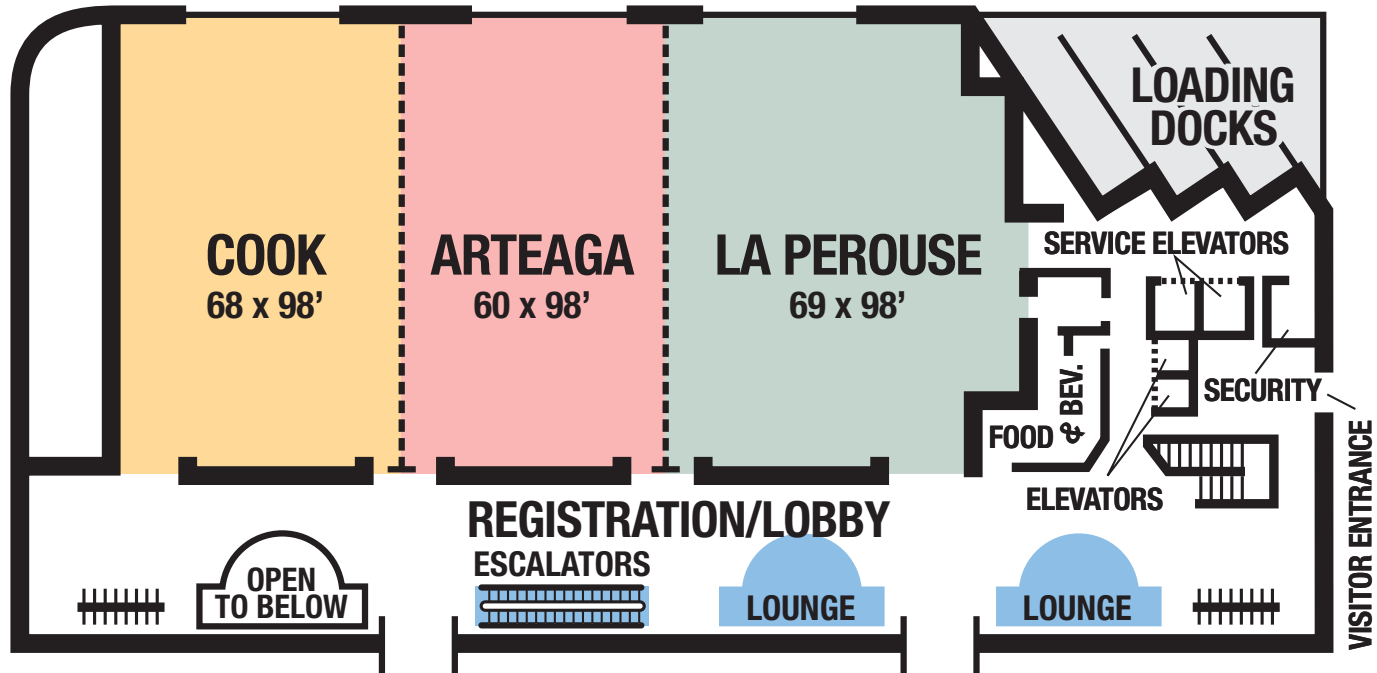 LOADING
DOCKS
COOK
68 x 98’
ARTEAGA
60 x 98’
LA PEROUSE
69 x 98’
SERVICE ELEVATORS
SECURITY
FOOD
& BEV.
ELEVATORS
VISITOR ENTRANCE
REGISTRATION/LOBBY
ESCALATORS
OPEN
TO BELOW
LOUNGE
LOUNGE